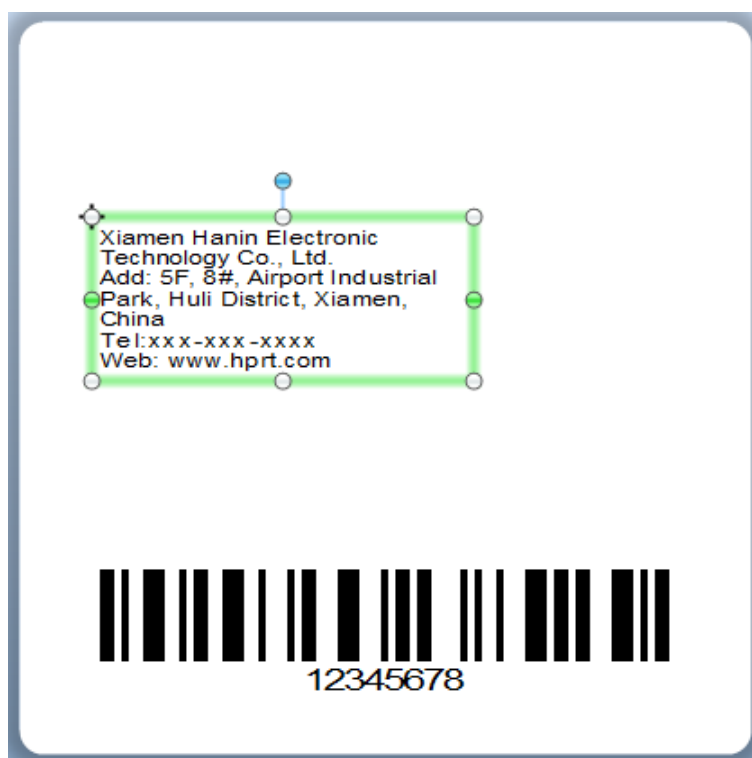 Xiamen Hanin Electronic
Technology Co., Ltd.
Add: 5F, 8#, Airport Industrial
Park, Huli District, Xiamen,
China
Tel:xxx-xxx-xxxx
Web: www.hprt.com
12345678